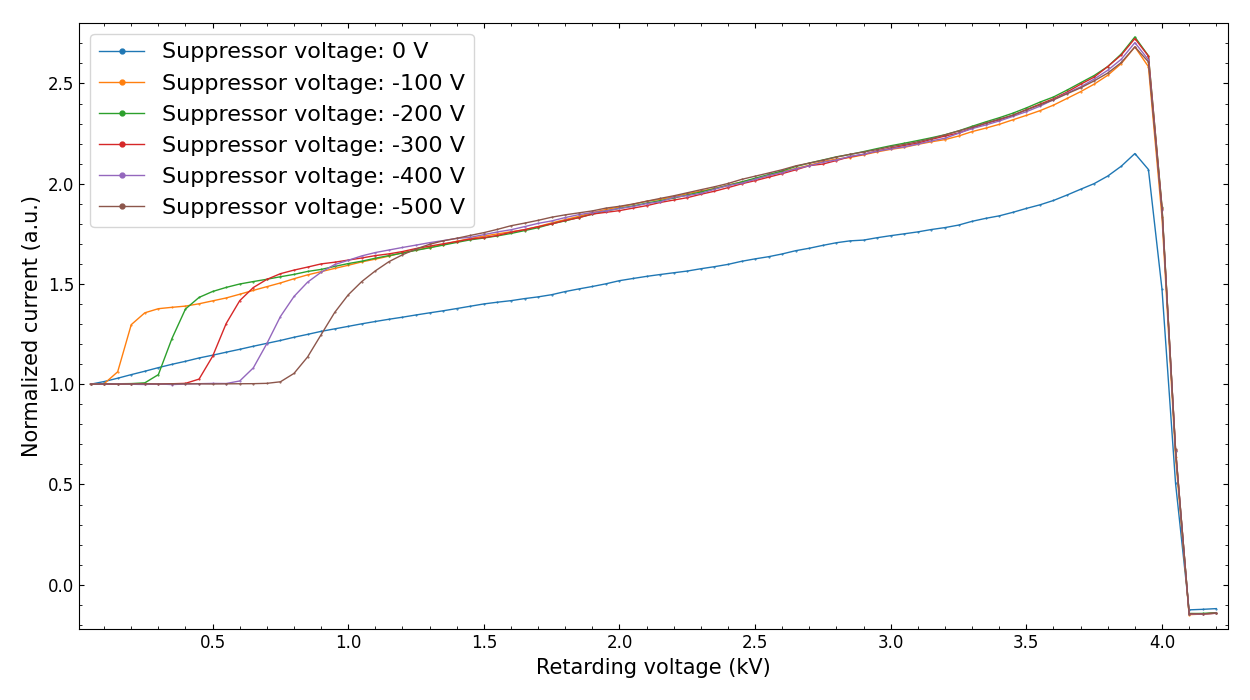 Suppressor voltage: 0 V
Suppressor voltage: -100 V
Suppressor voltage: -200 V
Suppressor voltage: -300 V
Suppressor voltage: -400 V
Suppressor voltage: -500 V
Normalized current (a.u.)
2.5
2.0
1.5
1.0
0.5
0.0
0.5 1.0 1.5 2.0 2.5 3.0 3.5 4.0
Retarding voltage (kV)